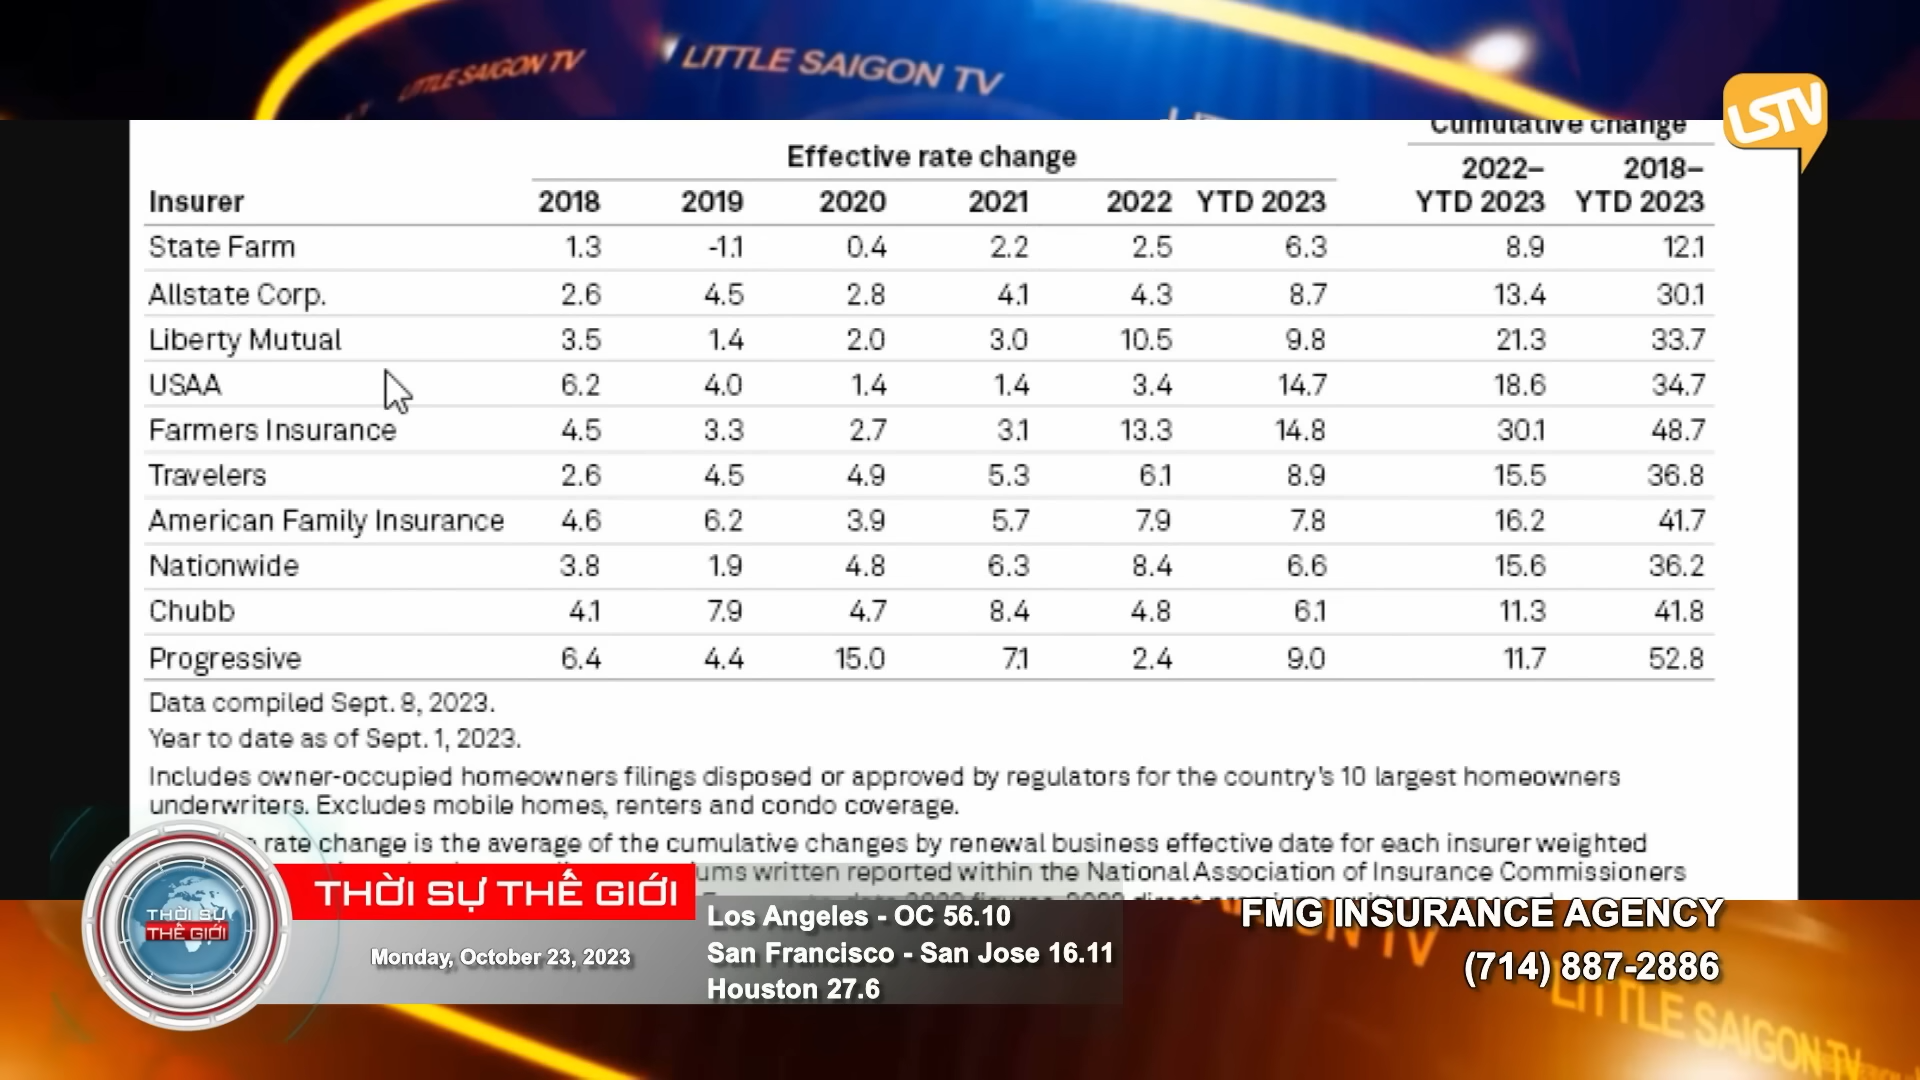 LITTLE SAIGON TV
LITTLE SAIGON TV
LSTV
Cumulative change
Effective rate change
2022– 2018–
Insurer 2018 2019 2020 2021 2022 YTD 2023 YTD 2023 YTD 2023
State Farm 1.3 -1.1 0.4 2.2 2.5 6.3 8.9 12.1
Allstate Corp. 2.6 4.5 2.8 4.1 4.3 8.7 13.4 30.1
Liberty Mutual 3.5 1.4 2.0 3.0 10.5 9.8 21.3 33.7
USAA 6.2 4.0 1.4 1.4 3.4 14.7 18.6 34.7
Farmers Insurance 4.5 3.3 2.7 3.1 13.3 14.8 30.1 48.7
Travelers 2.6 4.5 4.9 5.3 6.1 8.9 15.5 36.8
American Family Insurance 4.6 6.2 3.9 5.7 7.9 7.8 16.2 41.7
Nationwide 3.8 1.9 4.8 6.3 8.4 6.6 15.6 36.2
Chubb 4.1 7.9 4.7 8.4 4.8 6.1 11.3 41.8
Progressive 6.4 4.4 15.0 7.1 2.4 9.0 11.7 52.8
Data compiled Sept. 8, 2023.
Year to date as of Sept. 1, 2023.
Includes owner-occupied homeowners filings disposed or approved by regulators for the country's 10 largest homeowners
underwriters. Excludes mobile homes, renters and condo coverage.
rate change is the average of the cumulative changes by renewal business effective date for each insurer weighted
written reported within the National Association of Insurance Commissioners
THỜI SỰ THẾ GIỚI
THỜI SỰ
THẾ GIỚI
Monday, October 23, 2023
Los Angeles - OC 56.10
San Francisco - San Jose 16.11
Houston 27.6
FMG INSURANCE AGENCY
(714) 887-2886
LITTLE SAIGON TV